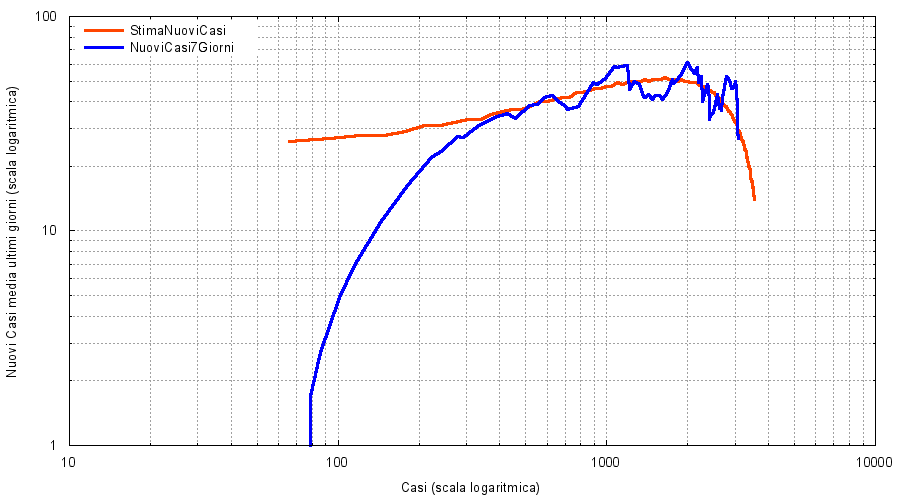 100
StimaNuoviCasi
NuoviCasi7Giorni
10
Nuovi Casi media ultimi giorni (scala logaritmica)
1
10
100
1000
10000
Casi (scala logaritmica)